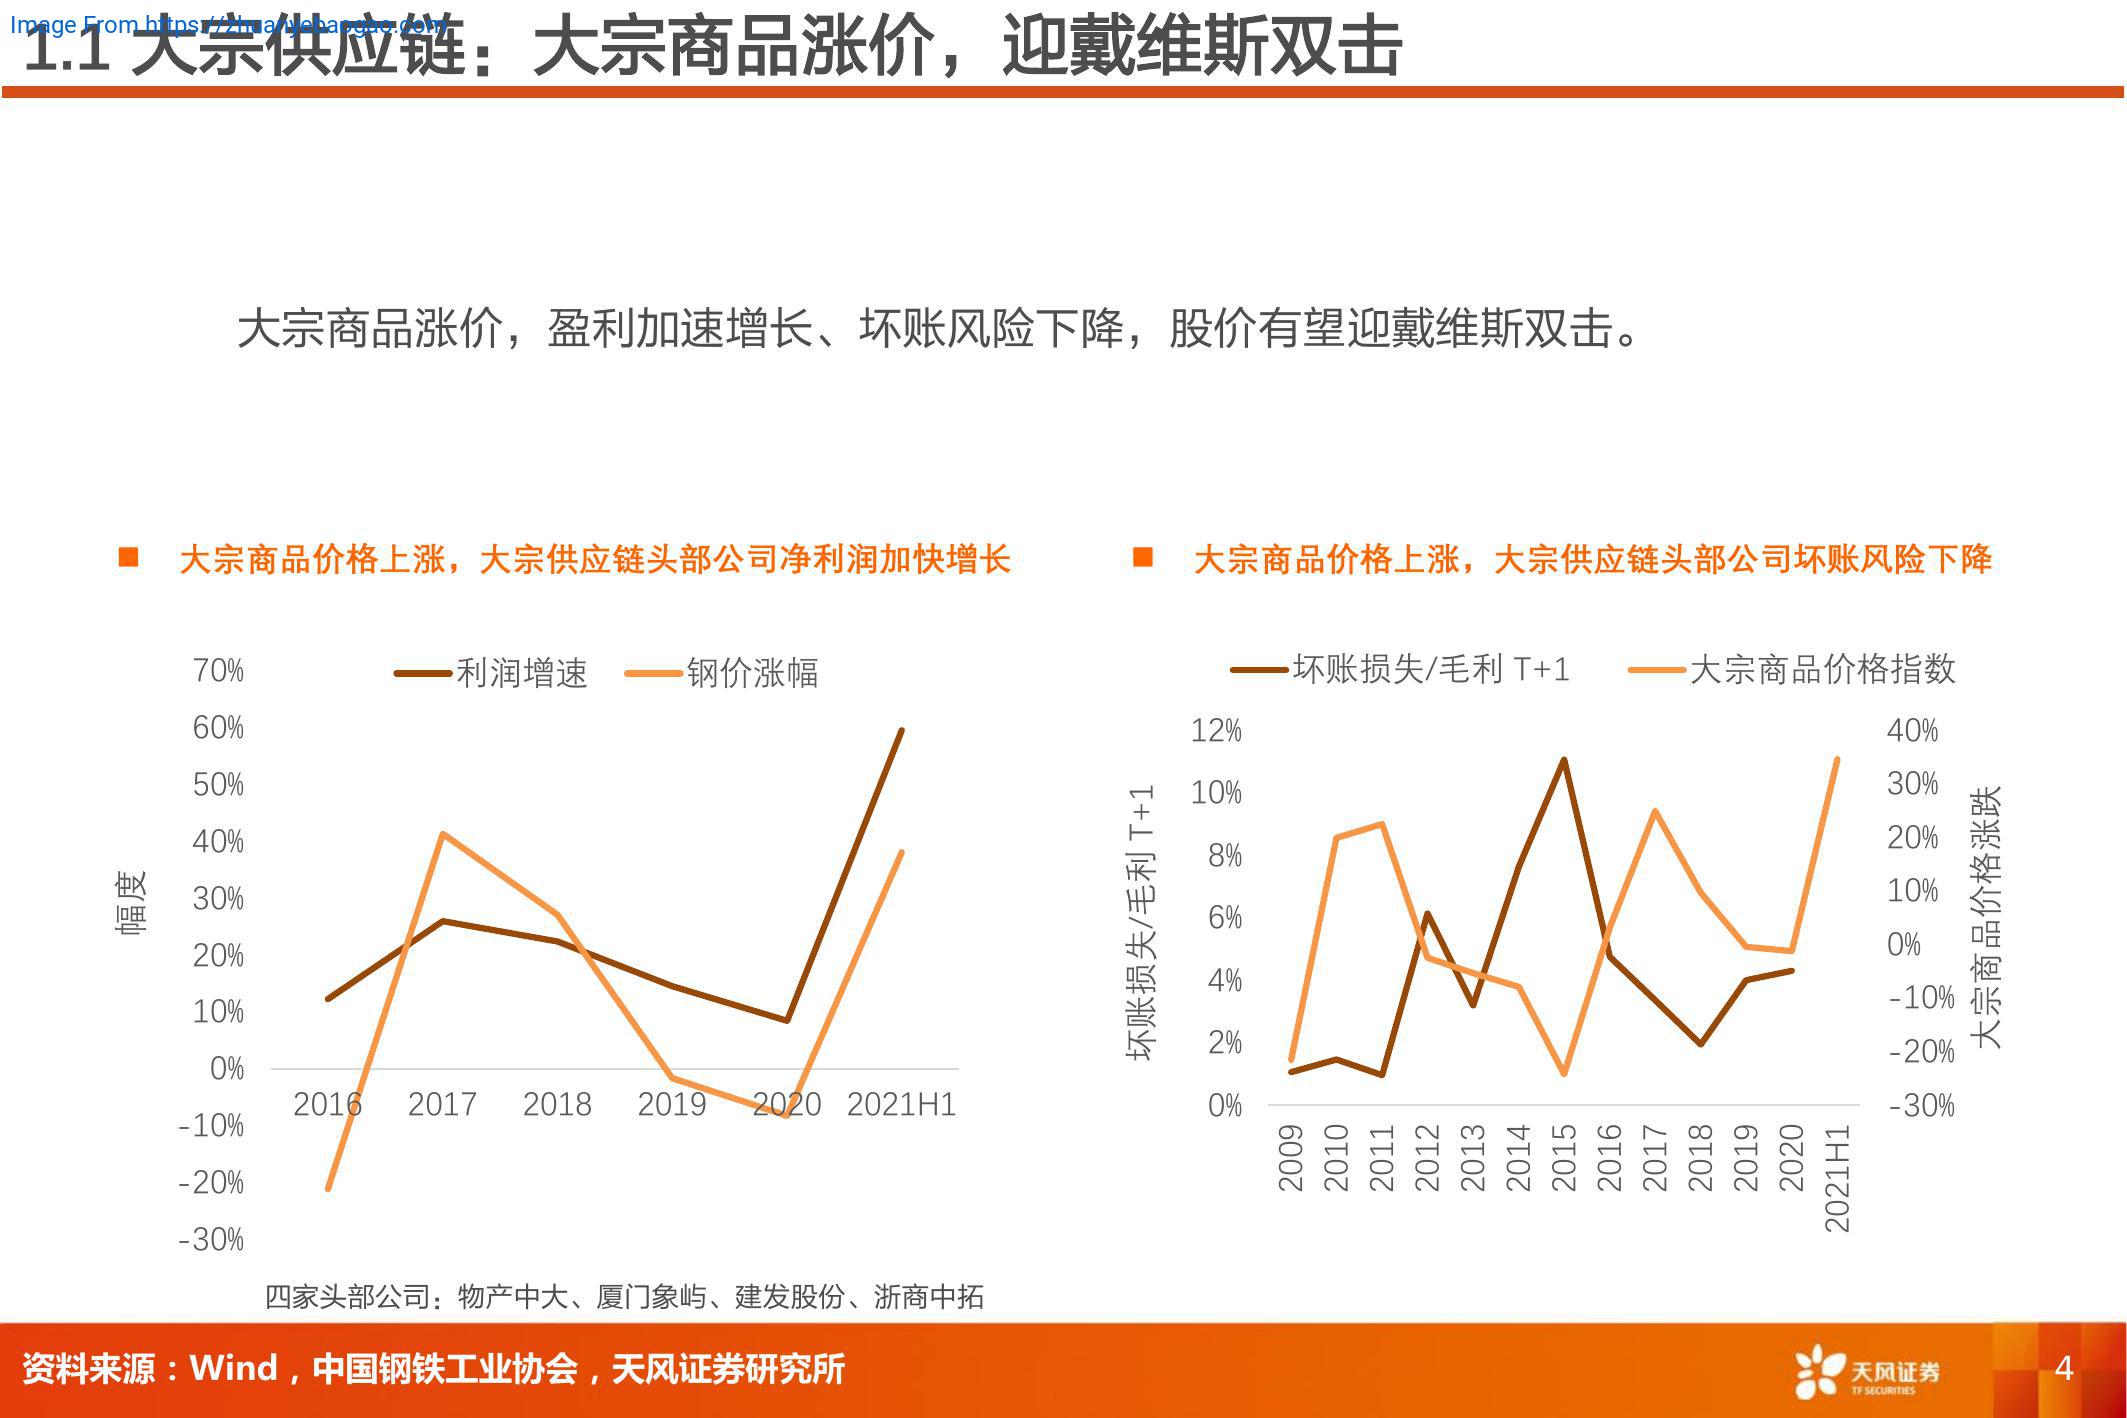 Image From https://zhuanyebaogao.com
1.1 大宗供应链：大宗商品涨价，迎戴维斯双击
大宗商品涨价，盈利加速增长、坏账风险下降，股价有望迎戴维斯双击。
■ 大宗商品价格上涨，大宗供应链头部公司净利润加快增长
利润增速 钢价涨幅
70%
60%
50%
40%
30%
20%
10%
0%
-10%
-20%
-30%
幅度
2016 2017 2018 2019 2020 2021H1
四家头部公司：物产中大、厦门象屿、建发股份、浙商中拓
■ 大宗商品价格上涨，大宗供应链头部公司坏账风险下降
坏账损失/毛利 T+1 大宗商品价格指数
12%
10%
8%
6%
4%
2%
0%
坏账损失/毛利 T+1
40%
30%
20%
10%
0%
-10%
-20%
-30%
大宗商品价格涨跌
2009 2010 2011 2012 2013 2014 2015 2016 2017 2018 2019 2020 2021H1
资料来源：Wind，中国钢铁工业协会，天风证券研究所
天风证券
TF SECURITIES
4